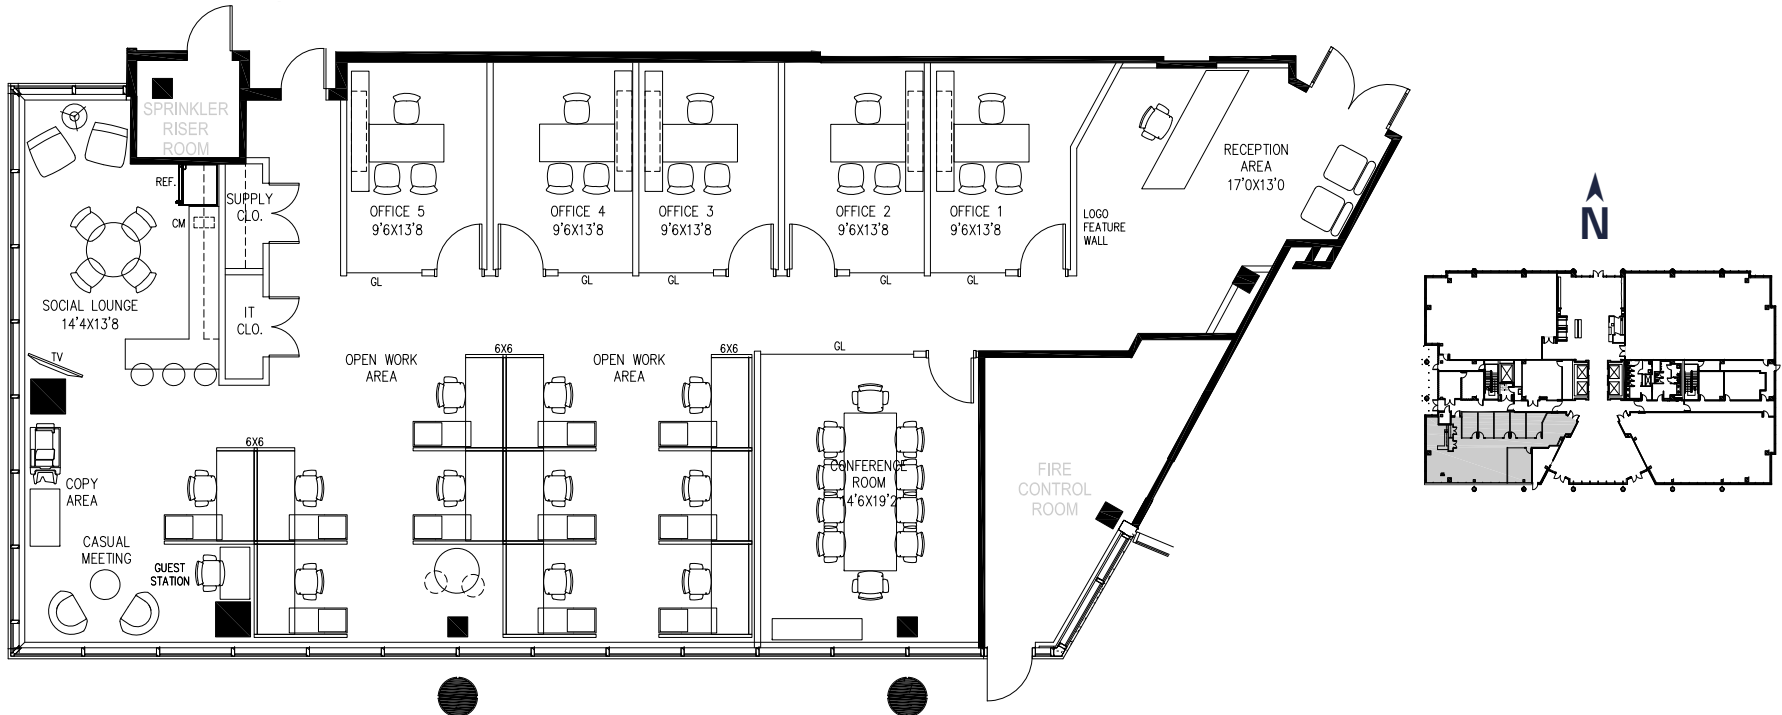 SPRINKLER
RISER
ROOM
REF.
CM
SUPPLY
CLO.
IT
CLO.
SOCIAL LOUNGE
14'4X13'8
TV
OFFICE 5
9'6X13'8
GL
OFFICE 4
9'6X13'8
GL
OFFICE 3
9'6X13'8
GL
OFFICE 2
9'6X13'8
GL
OFFICE 1
9'6X13'8
GL
LOGO
FEATURE
WALL
RECEPTION
AREA
17'0X13'0
N
OPEN WORK
AREA
6X6
OPEN WORK
AREA
6X6
GL
6X6
COPY
AREA
CASUAL
MEETING
GUEST
STATION
CONFERENCE
ROOM
14'6X19'2
FIRE
CONTROL
ROOM